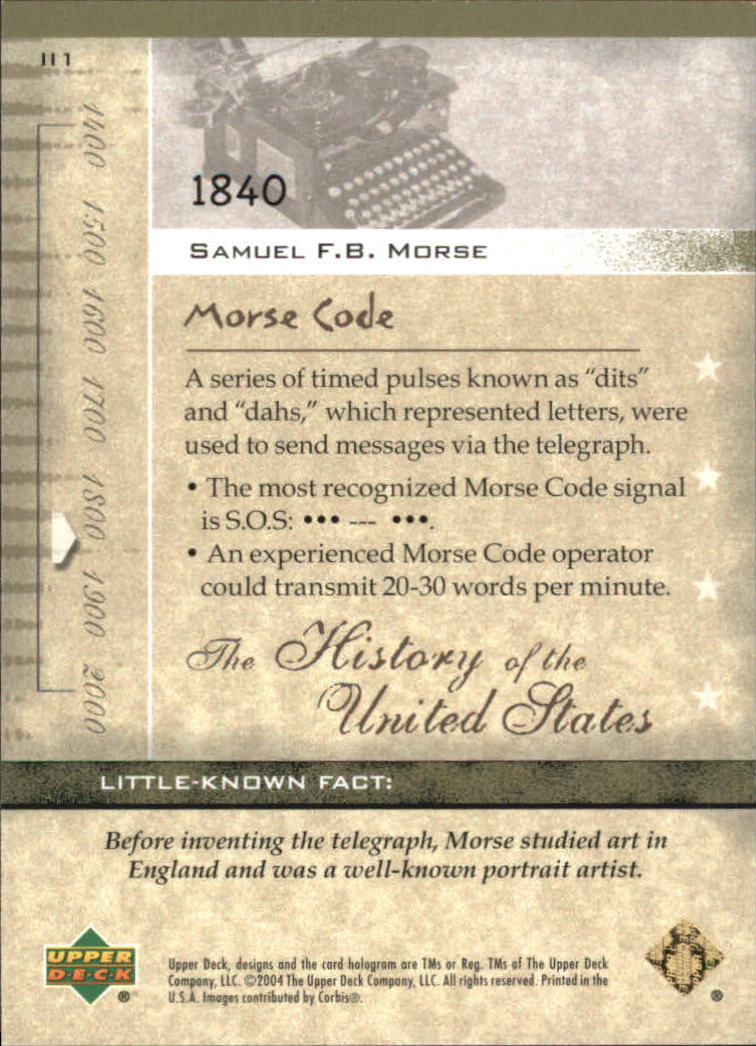 II 1
1400 1500 1600 1700 1800 1900 2000
1840
SAMUEL F.B. MORSE
Morse Code
A series of timed pulses known as “dits”
and “dahs,” which represented letters, were
used to send messages via the telegraph.
• The most recognized Morse Code signal
is S.O.S: ••• --- •••.
• An experienced Morse Code operator
could transmit 20-30 words per minute.
The History of the
United States
LITTLE-KNOWN FACT:
Before inventing the telegraph, Morse studied art in
England and was a well-known portrait artist.
UPPER
D·E·C·K
®
Upper Deck, designs and the card hologram are TMs or Reg. TMs of The Upper Deck
Company, LLC. ©2004 The Upper Deck Company, LLC. All rights reserved. Printed in the
U.S.A. Images contributed by Corbis®.
®